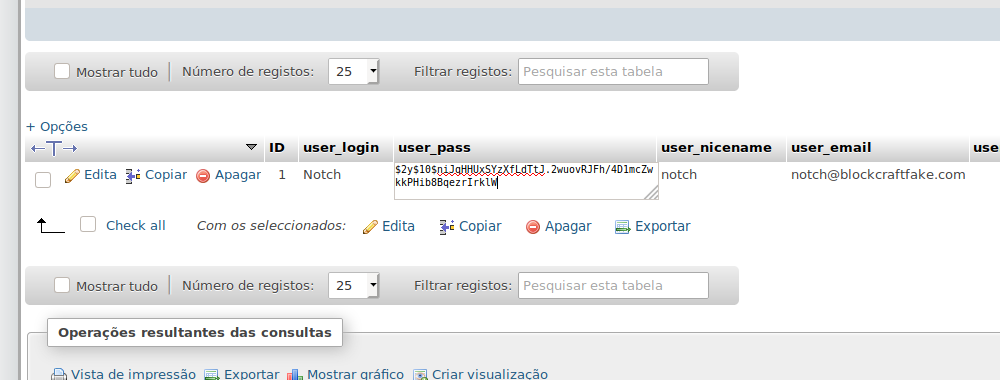 Mostrar tudo Número de registos: 25 Filtrar registos: Pesquisar esta tabela
+ Opções
←T→ ID user_login user_pass user_nicename user_email use
Edita Copiar Apagar 1 Notch $2y$10$niJqHHUxSYzXfLdTtJ.2wuovRJFh/4D1mcZw notch notch@blockcraftfake.com
kkPHib8BqezrIrklW
Check all Com os seleccionados: Edita Copiar Apagar Exportar
Mostrar tudo Número de registos: 25 Filtrar registos: Pesquisar esta tabela
Operações resultantes das consultas
Vista de impressão Exportar Mostrar gráfico Criar visualização